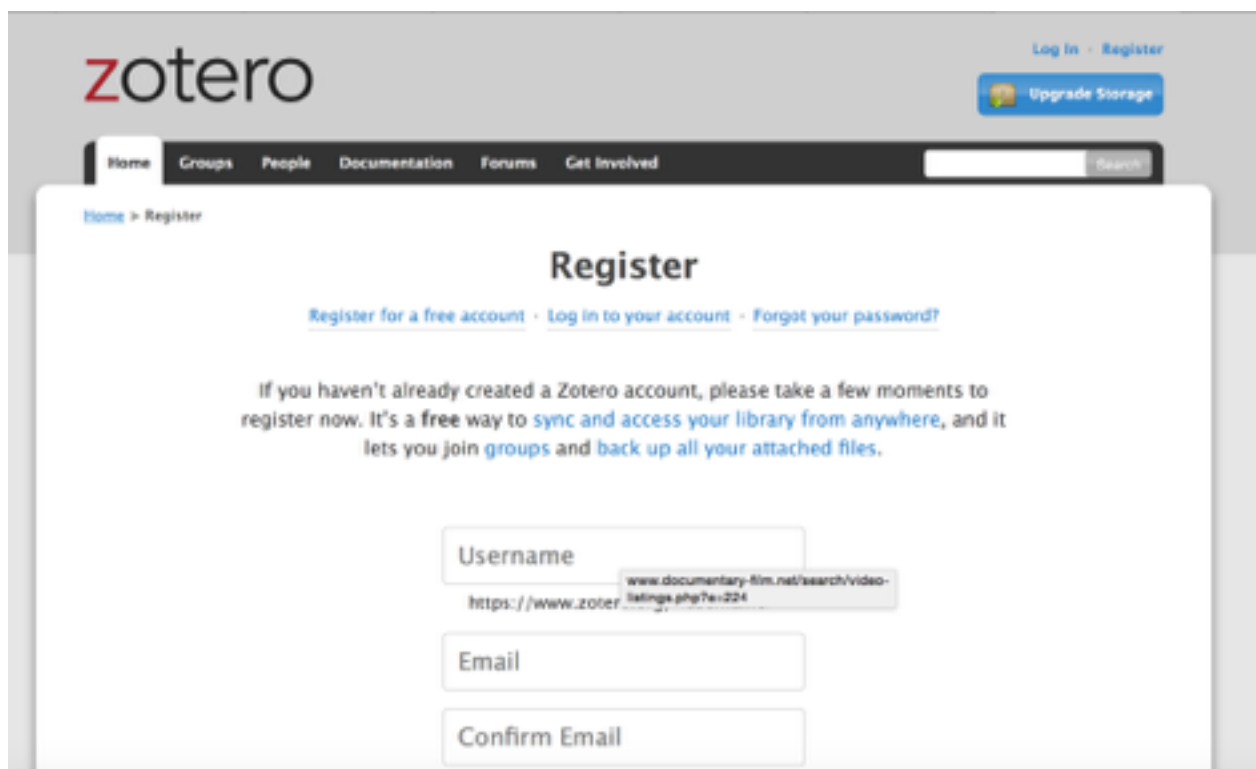 zotero
Log In · Register
Upgrade Storage
Home Groups People Documentation Forums Get Involved
Search
Home > Register
Register
Register for a free account · Log in to your account · Forgot your password?
If you haven't already created a Zotero account, please take a few moments to
register now. It's a free way to sync and access your library from anywhere, and it
lets you join groups and back up all your attached files.
Username
www.documentary-film.net/search/video-
listings.php?e=224
https://www.zoter
Email
Confirm Email